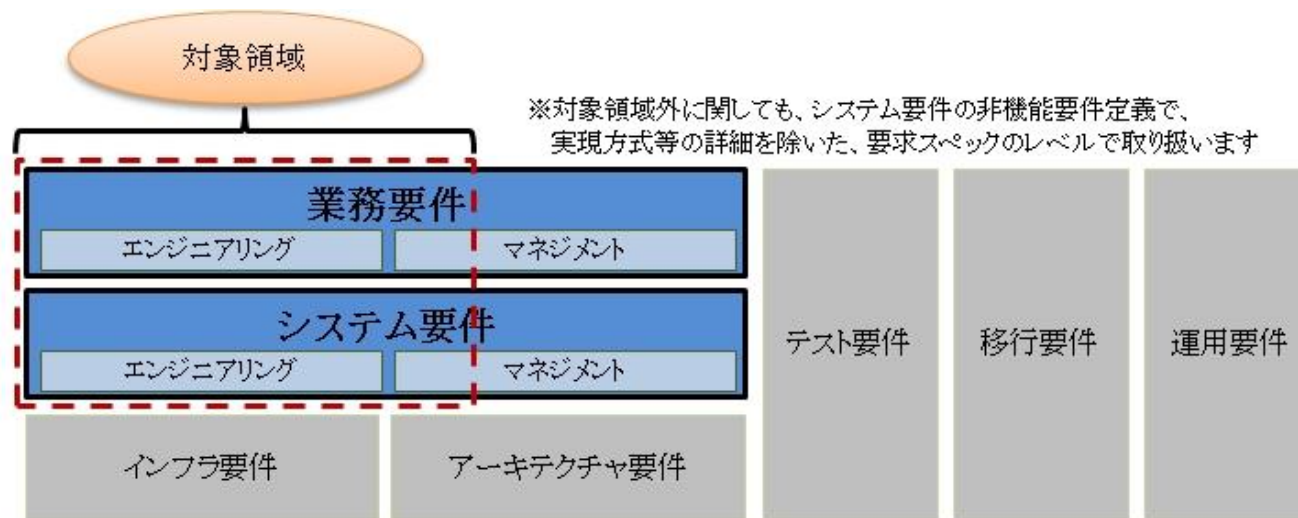 対象領域
※対象領域外に関しても、システム要件の非機能要件定義で、
実現方式等の詳細を除いた、要求スペックのレベルで取り扱います
業務要件
エンジニアリング
マネジメント
システム要件
エンジニアリング
マネジメント
テスト要件
移行要件
運用要件
インフラ要件
アーキテクチャ要件